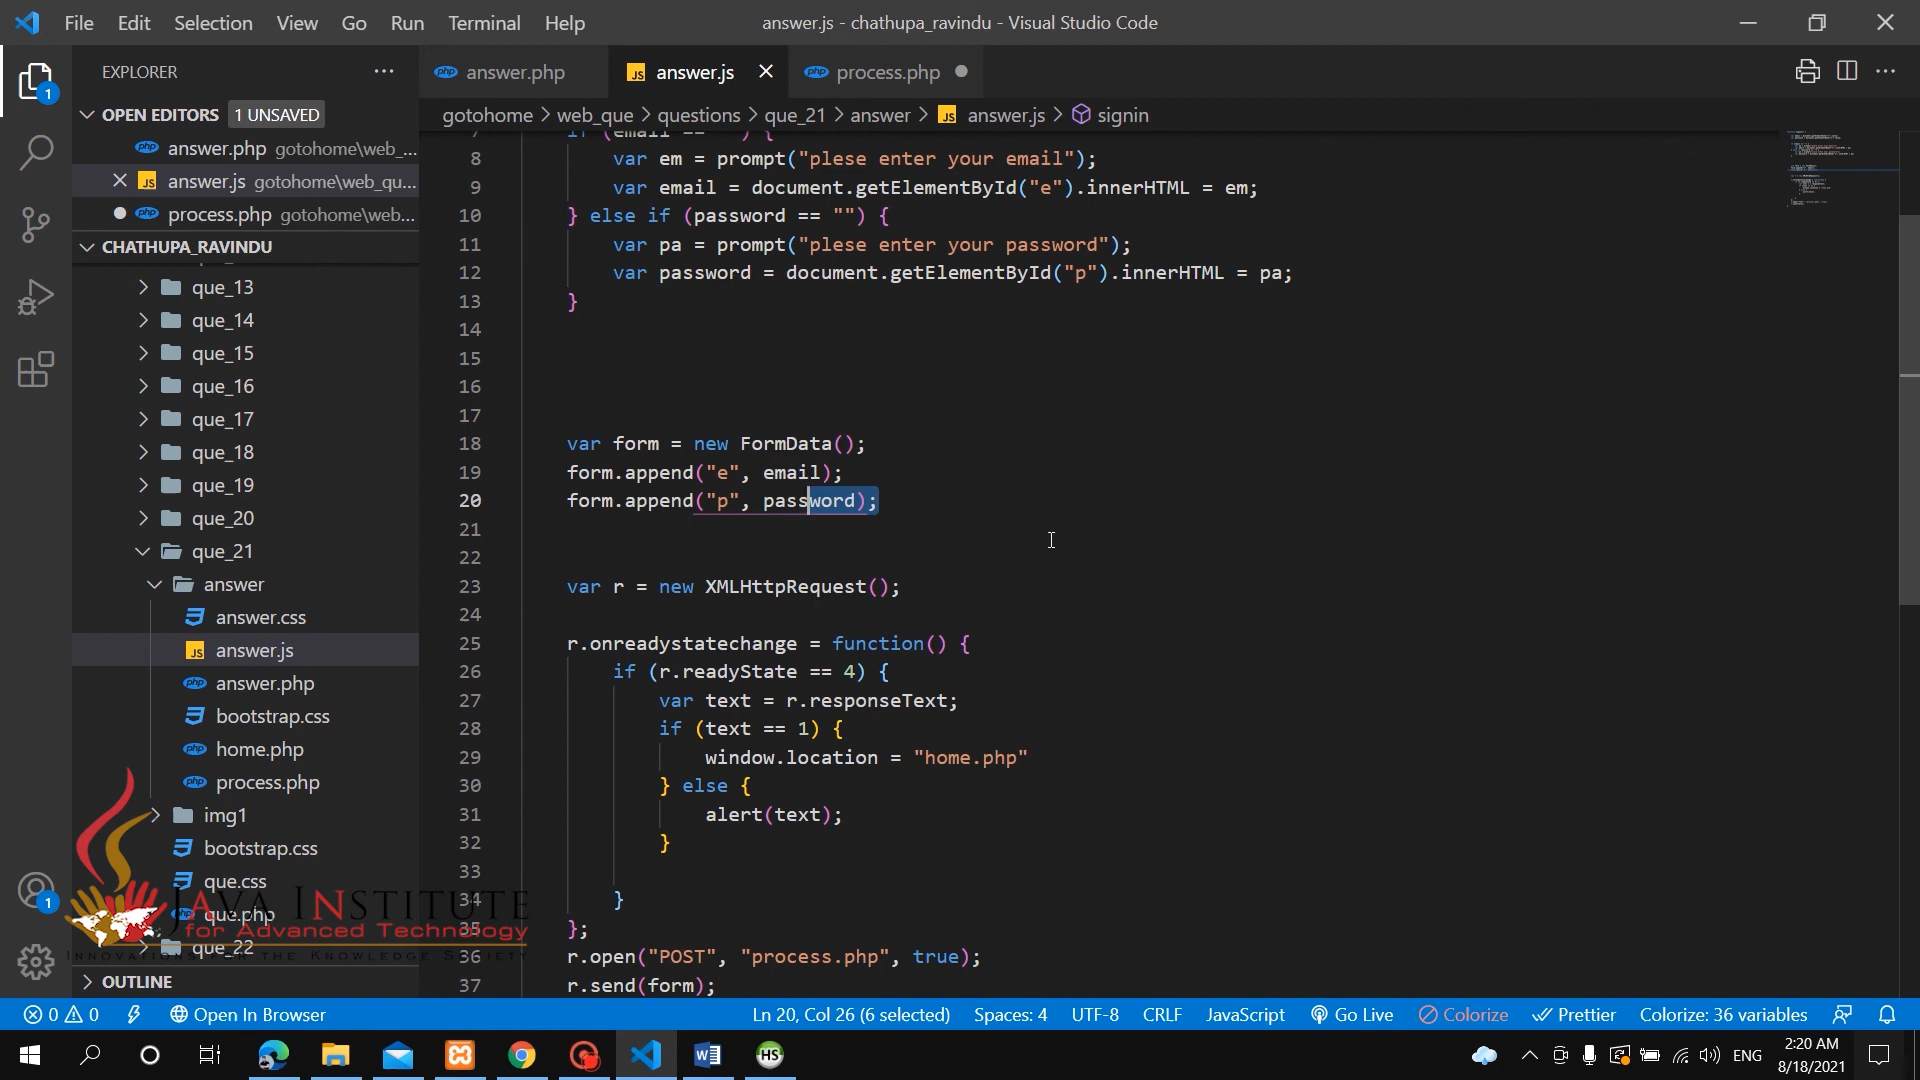 File Edit Selection View Go Run Terminal Help
answer.js - chathupa_ravindu - Visual Studio Code
EXPLORER
answer.php
answer.js
process.php
OPEN EDITORS 1 UNSAVED
gotohome > web_que > questions > que_21 > answer > answer.js > signin
answer.php gotohome\web_...
answer.js gotohome\web_qu...
process.php gotohome\web...
CHATHUPA_RAVINDU
que_13
que_14
que_15
que_16
que_17
que_18
que_19
que_20
que_21
answer
answer.css
answer.js
answer.php
bootstrap.css
home.php
process.php
img1
bootstrap.css
que.css
que.php
que_22
OUTLINE
7 if (email == "") {
8 var em = prompt("plese enter your email");
9 var email = document.getElementById("e").innerHTML = em;
10 } else if (password == "") {
11 var pa = prompt("plese enter your password");
12 var password = document.getElementById("p").innerHTML = pa;
13 }
14
15
16
17
18 var form = new FormData();
19 form.append("e", email);
20 form.append("p", password);
21
22
23 var r = new XMLHttpRequest();
24
25 r.onreadystatechange = function() {
26 if (r.readyState == 4) {
27 var text = r.responseText;
28 if (text == 1) {
29 window.location = "home.php"
30 } else {
31 alert(text);
32 }
33
34 }
35 };
36 r.open("POST", "process.php", true);
37 r.send(form);
JAVA INSTITUTE
for Advanced Technology
INNOVATIONS FOR THE KNOWLEDGE SOCIETY
1
1
0 0 Open In Browser
Ln 20, Col 26 (6 selected) Spaces: 4 UTF-8 CRLF JavaScript Go Live Colorize Prettier Colorize: 36 variables
HS
ENG
2:20 AM
8/18/2021